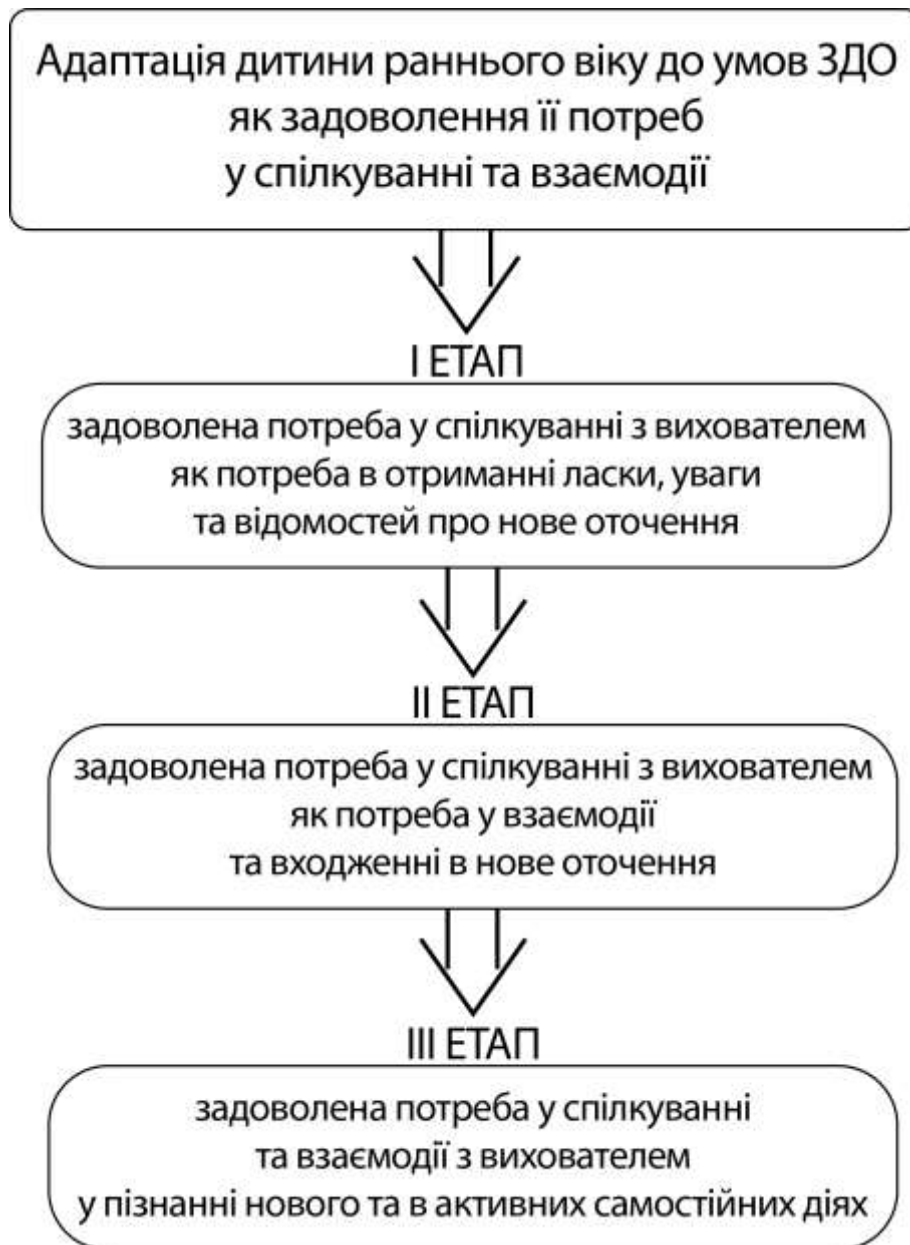 Адаптація дитини раннього віку до умов ЗДО
як задоволення її потреб
у спілкуванні та взаємодії
І ЕТАП
задоволена потреба у спілкуванні з вихователем
як потреба в отриманні ласки, уваги
та відомостей про нове оточення
ІІ ЕТАП
задоволена потреба у спілкуванні з вихователем
як потреба у взаємодії
та входженні в нове оточення
ІІІ ЕТАП
задоволена потреба у спілкуванні
та взаємодії з вихователем
у пізнанні нового та в активних самостійних діях